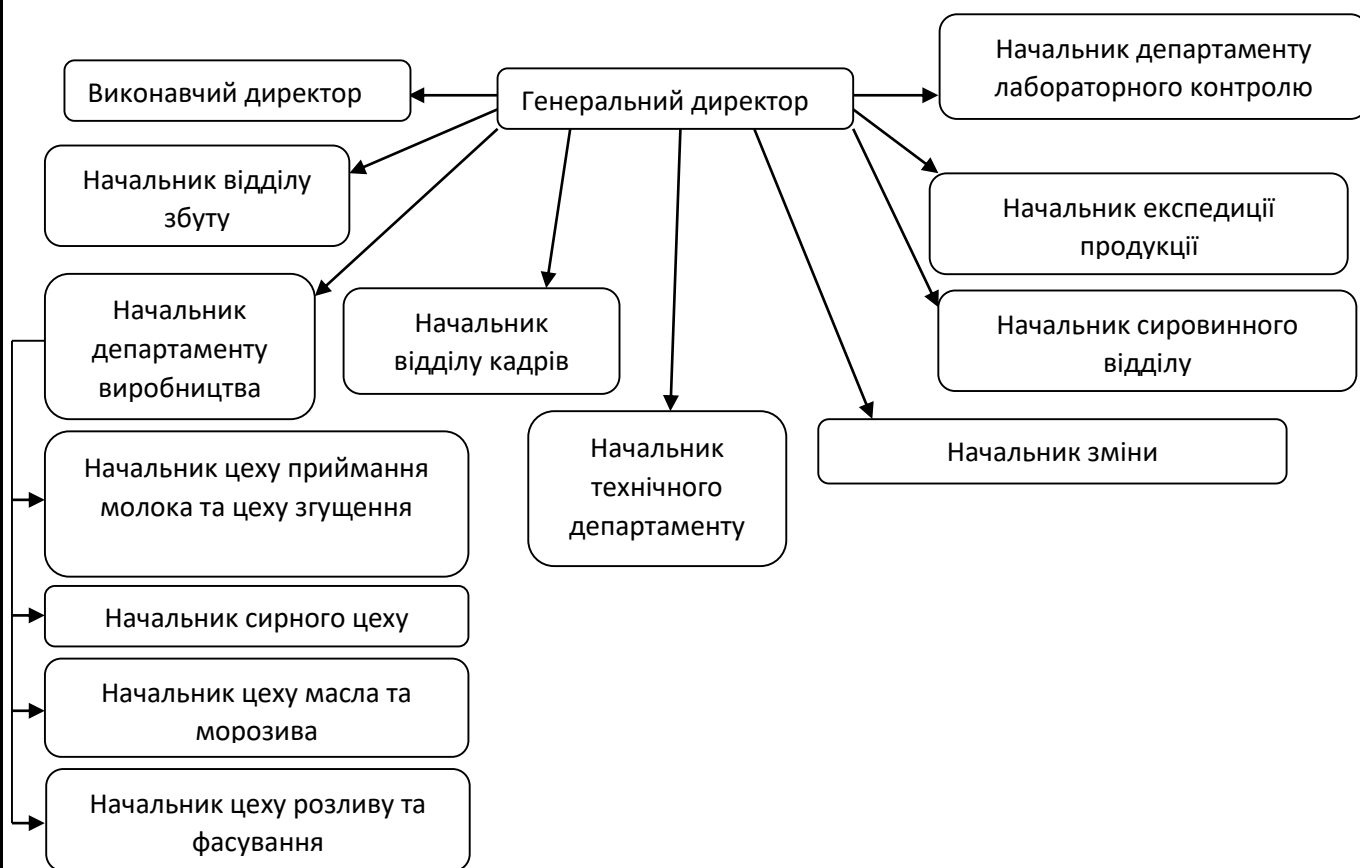 Начальник департаменту
лабораторного контролю
Виконавчий директор
Генеральний директор
Начальник відділу
збуту
Начальник експедиції
продукції
Начальник
департаменту
виробництва
Начальник
відділу кадрів
Начальник сировинного
відділу
Начальник
технічного
департаменту
Начальник зміни
Начальник цеху приймання
молока та цеху згущення
Начальник сирного цеху
Начальник цеху масла та
морозива
Начальник цеху розливу та
фасування